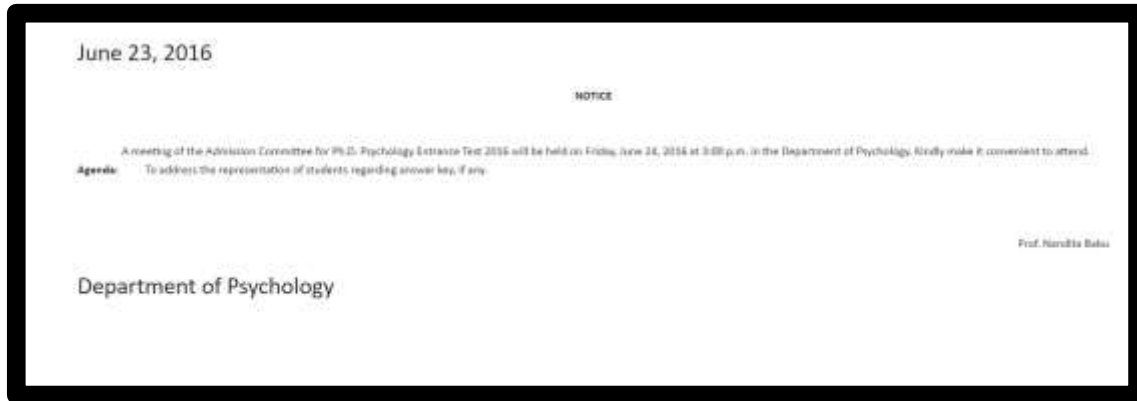 June 23, 2016
NOTICE
A meeting of the Admission Committee for Ph.D. Psychology Entrance Test 2016 will be held on Friday, June 24, 2016 at 3:00 p.m. in the Department of Psychology. Kindly make it convenient to attend.
Agenda: To address the representation of students regarding answer key, if any.
Prof. Nandita Babu
Department of Psychology